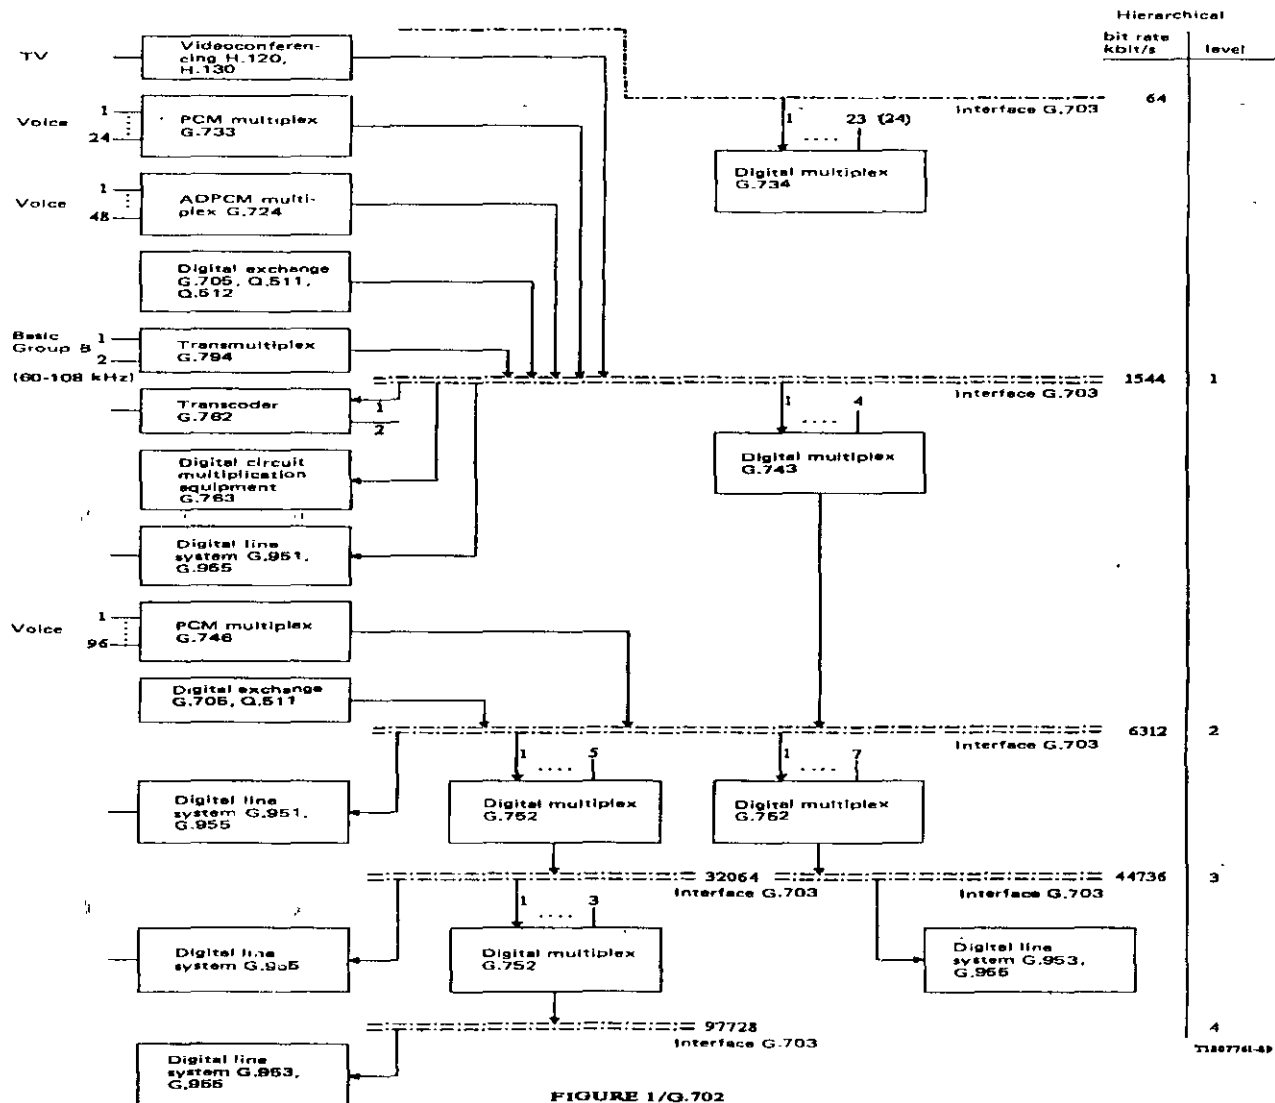 Hierarchical
bit rate
kbit/s
level
TV
Videoconferen-
cing H.120,
H.130
Interface G.703
64
Voice
1
24
PCM multiplex
G.733
1
23 (24)
Digital multiplex
G.734
Voice
1
48
ADPCM multi-
plex G.724
Digital exchange
G.705, Q.511,
Q.512
Basic
Group B
(60-108 kHz)
1
2
Transmultiplex
G.794
Interface G.703
1544
1
Transcoder
G.762
1
2
1
4
Digital multiplex
G.743
Digital circuit
multiplication
equipment
G.763
Digital line
system G.951,
G.955
Voice
1
96
PCM multiplex
G.746
Digital exchange
G.705, Q.511
Interface G.703
6312
2
1
5
1
7
Digital line
system G.951,
G.955
Digital multiplex
G.752
Digital multiplex
G.752
32064
Interface G.703
44736
Interface G.703
3
1
3
Digital line
system G.955
Digital multiplex
G.752
Digital line
system G.953,
G.955
97728
Interface G.703
4
Digital line
system G.953,
G.955
FIGURE 1/G.702